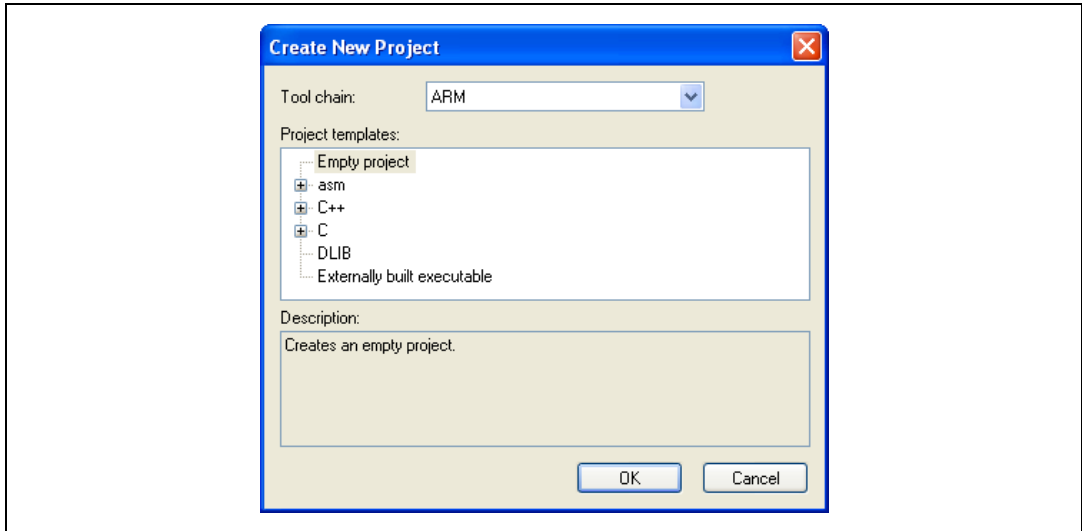 Create New Project
Tool chain: ARM
Project templates:
Empty project
asm
C++
C
DLIB
Externally built executable
Description:
Creates an empty project.
OK Cancel